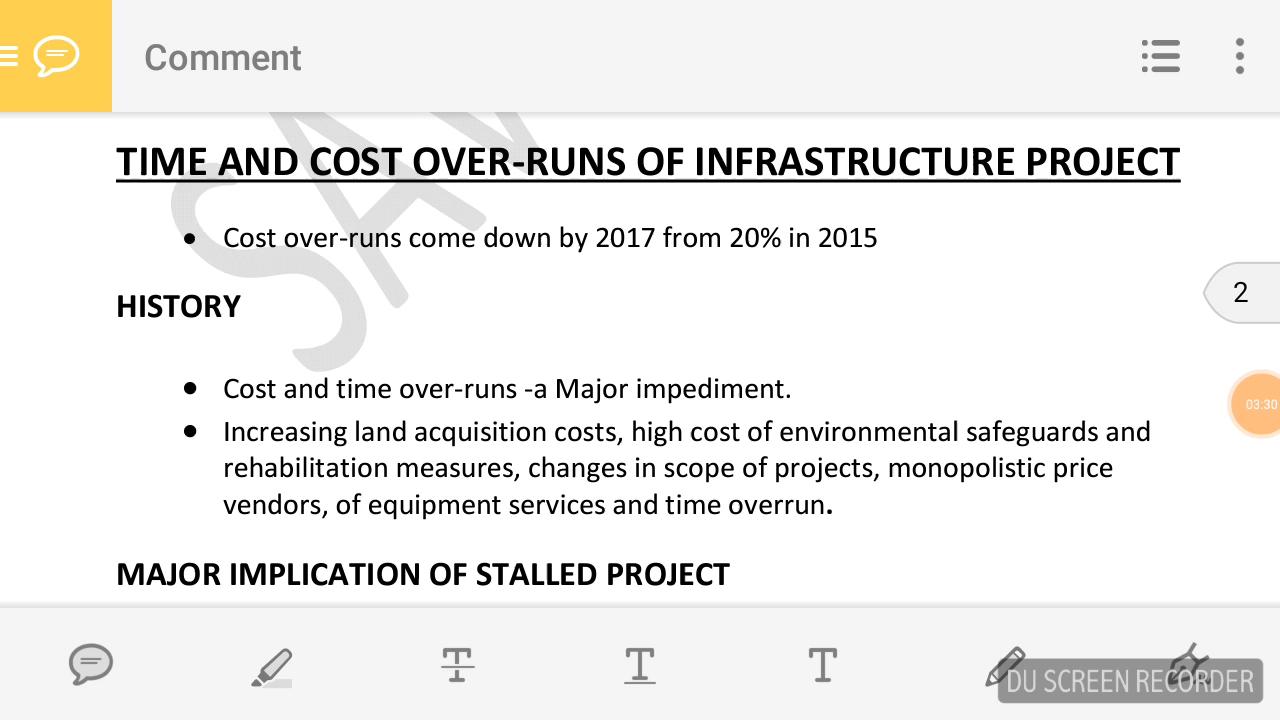 Comment
TIME AND COST OVER-RUNS OF INFRASTRUCTURE PROJECT
• Cost over-runs come down by 2017 from 20% in 2015
2
HISTORY
• Cost and time over-runs -a Major impediment.
03:30
• Increasing land acquisition costs, high cost of environmental safeguards and
rehabilitation measures, changes in scope of projects, monopolistic price
vendors, of equipment services and time overrun.
MAJOR IMPLICATION OF STALLED PROJECT
T T T
DU SCREEN RECORDER